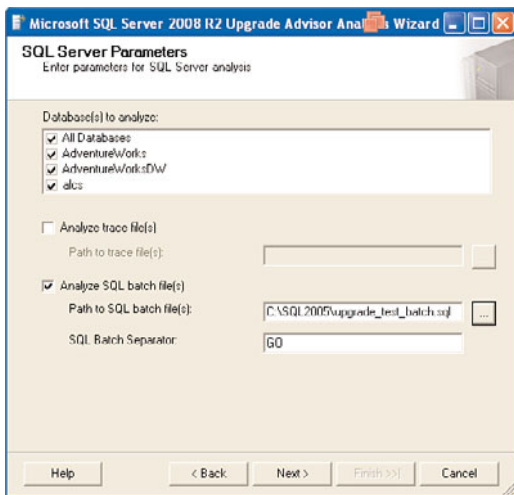 Microsoft SQL Server 2008 R2 Upgrade Advisor Analysis Wizard
SQL Server Parameters
Enter parameters for SQL Server analysis
Database(s) to analyze:
All Databases
AdventureWorks
AdventureWorksDW
alcs
Analyze trace file(s)
Path to trace file(s):
Analyze SQL batch file(s)
Path to SQL batch file(s): C:\SQL2005\upgrade_test_batch.sql ...
SQL Batch Separator: GO
Help < Back Next > Finish >>| Cancel